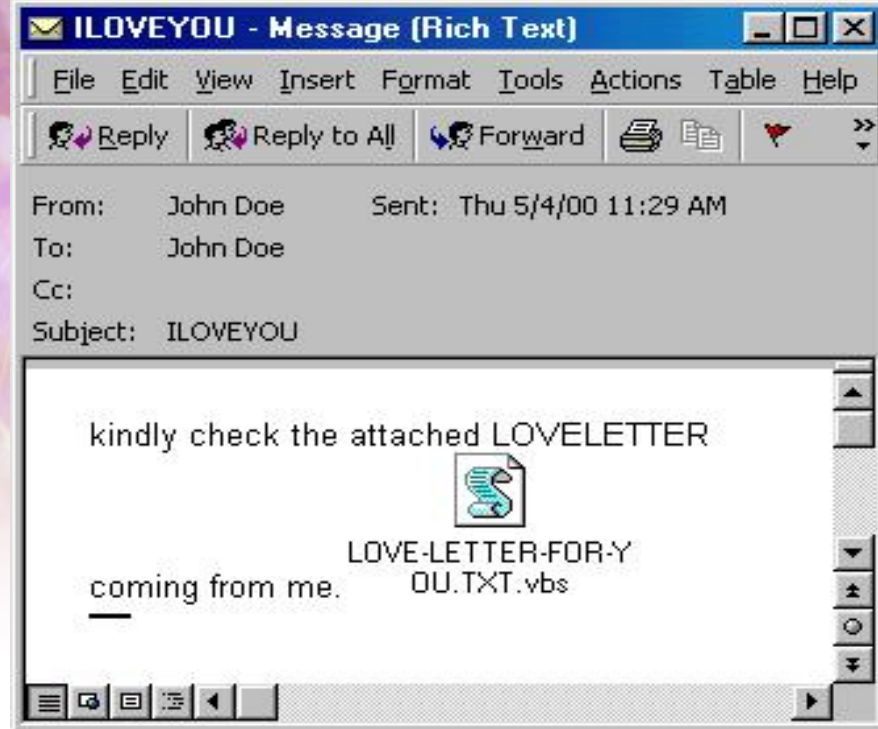 ILOVEYOU - Message (Rich Text)
File Edit View Insert Format Tools Actions Table Help
Reply Reply to All Forward
From: John Doe Sent: Thu 5/4/00 11:29 AM
To: John Doe
Cc:
Subject: ILOVEYOU
kindly check the attached LOVELETTER
LOVE-LETTER-FOR-Y
OU.TXT.vbs
coming from me.